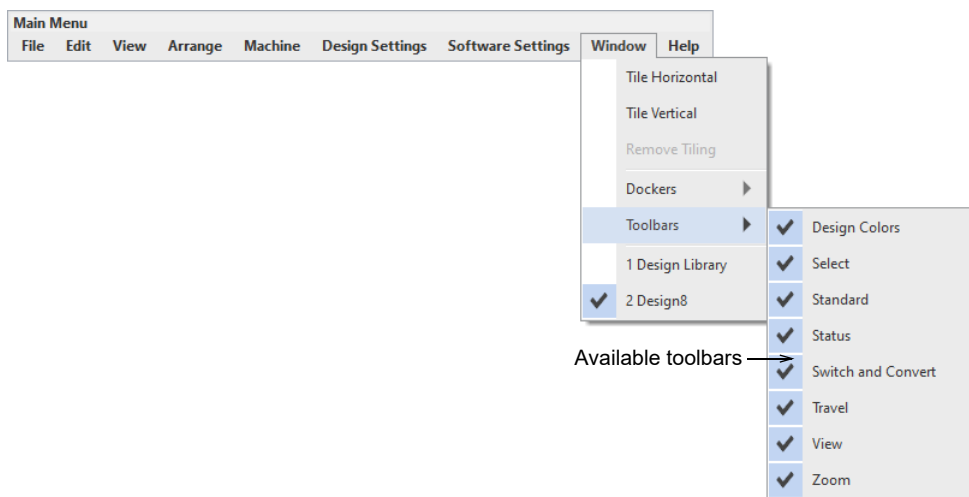 Main Menu
File Edit View Arrange Machine Design Settings Software Settings Window Help
Tile Horizontal
Tile Vertical
Remove Tiling
Dockers
Toolbars
1 Design Library
2 Design8
Design Colors
Select
Standard
Status
Available toolbars
Switch and Convert
Travel
View
Zoom